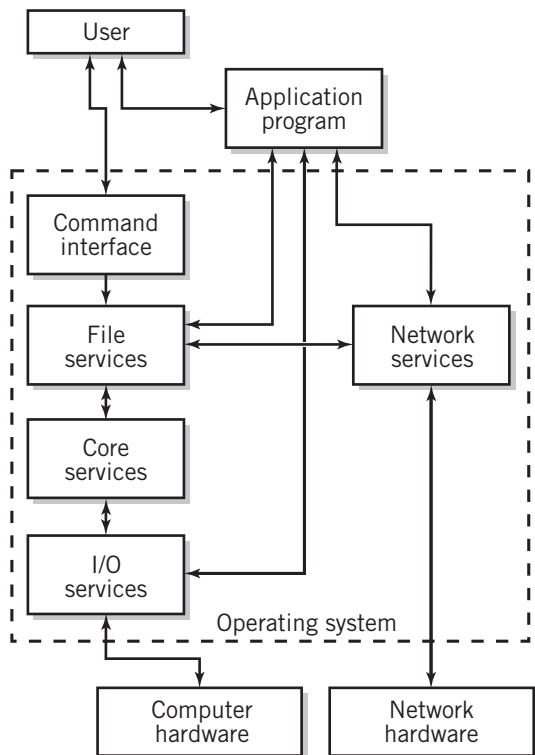 User
Application
program
Command
interface
File
services
Network
services
Core
services
I/O
services
Operating system
Computer
hardware
Network
hardware